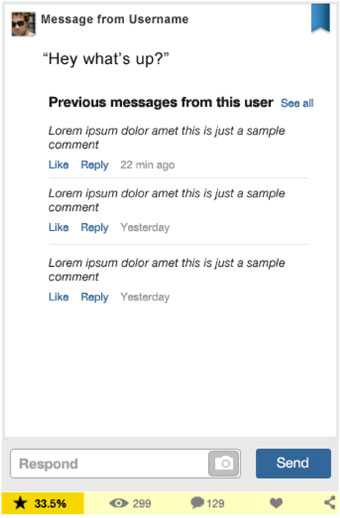 Message from Username
“Hey what’s up?”
Previous messages from this user See all
Lorem ipsum dolor amet this is just a sample
comment
Like Reply 22 min ago
Lorem ipsum dolor amet this is just a sample
comment
Like Reply Yesterday
Lorem ipsum dolor amet this is just a sample
comment
Like Reply Yesterday
Respond Send
33.5% 299 129